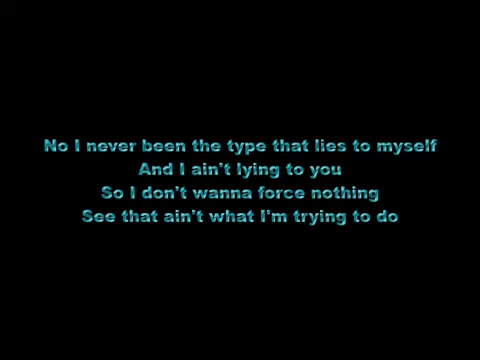 No I never been the type that lies to myself
And I ain't lying to you
So I don't wanna force nothing
See that ain't what I'm trying to do